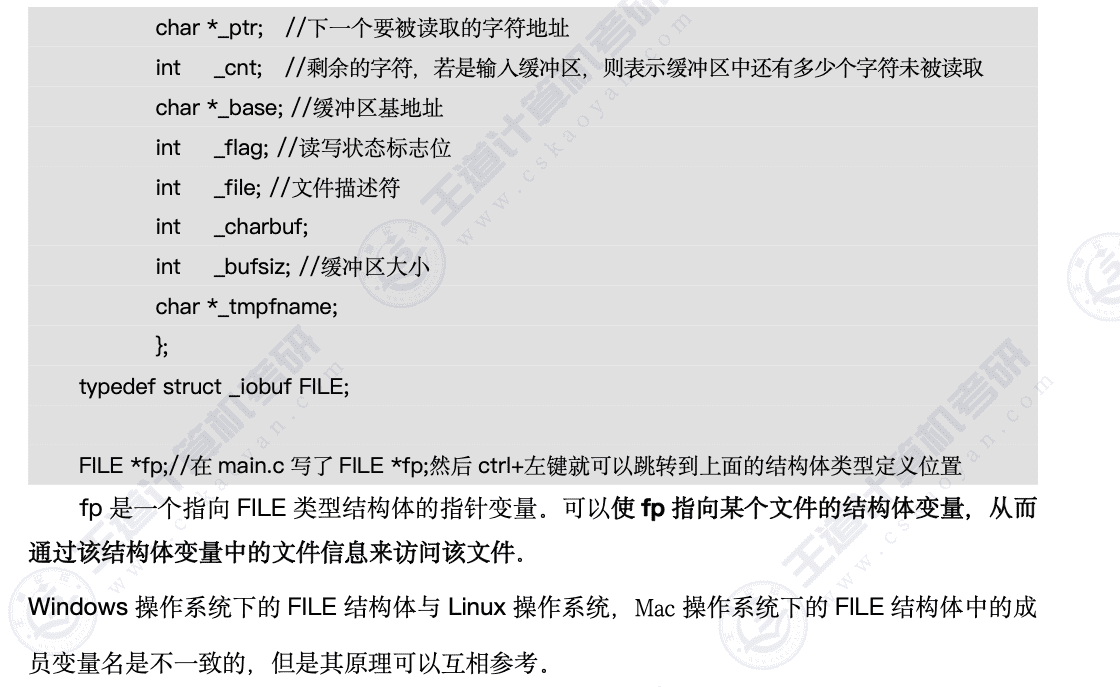 char *_ptr; //下一个要被读取的字符地址
int _cnt; //剩余的字符，若是输入缓冲区，则表示缓冲区中还有多少个字符未被读取
char *_base; //缓冲区基地址
int _flag; //读写状态标志位
int _file; //文件描述符
int _charbuf;
int _bufsiz; //缓冲区大小
char *_tmpfname;
};
typedef struct _iobuf FILE;
FILE *fp;//在 main.c 写了 FILE *fp;然后 ctrl+左键就可以跳转到上面的结构体类型定义位置
fp 是一个指向 FILE 类型结构体的指针变量。可以使 fp 指向某个文件的结构体变量，从而
通过该结构体变量中的文件信息来访问该文件。
Windows 操作系统下的 FILE 结构体与 Linux 操作系统，Mac 操作系统下的 FILE 结构体中的成
员变量名是不一致的，但是其原理可以互相参考。
王道计算机考研
www.cskaoyan.com